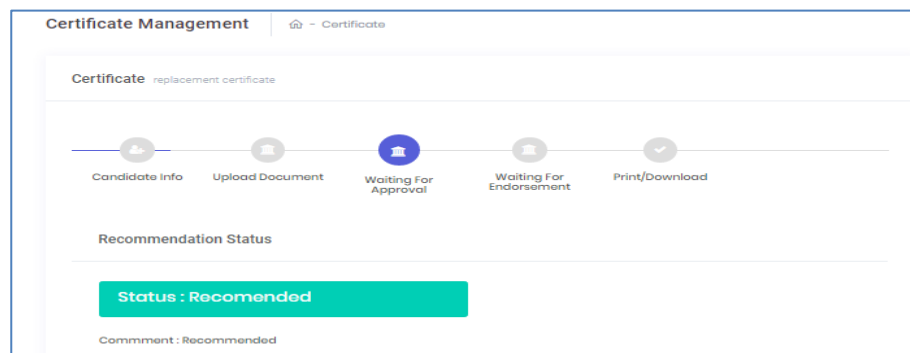 Certificate Management - Certificate
Certificate replacement certificate
Candidate Info Upload Document Waiting For Approval Waiting For Endorsement Print/Download
Recommendation Status
Status : Recomended
Commment : Recommended